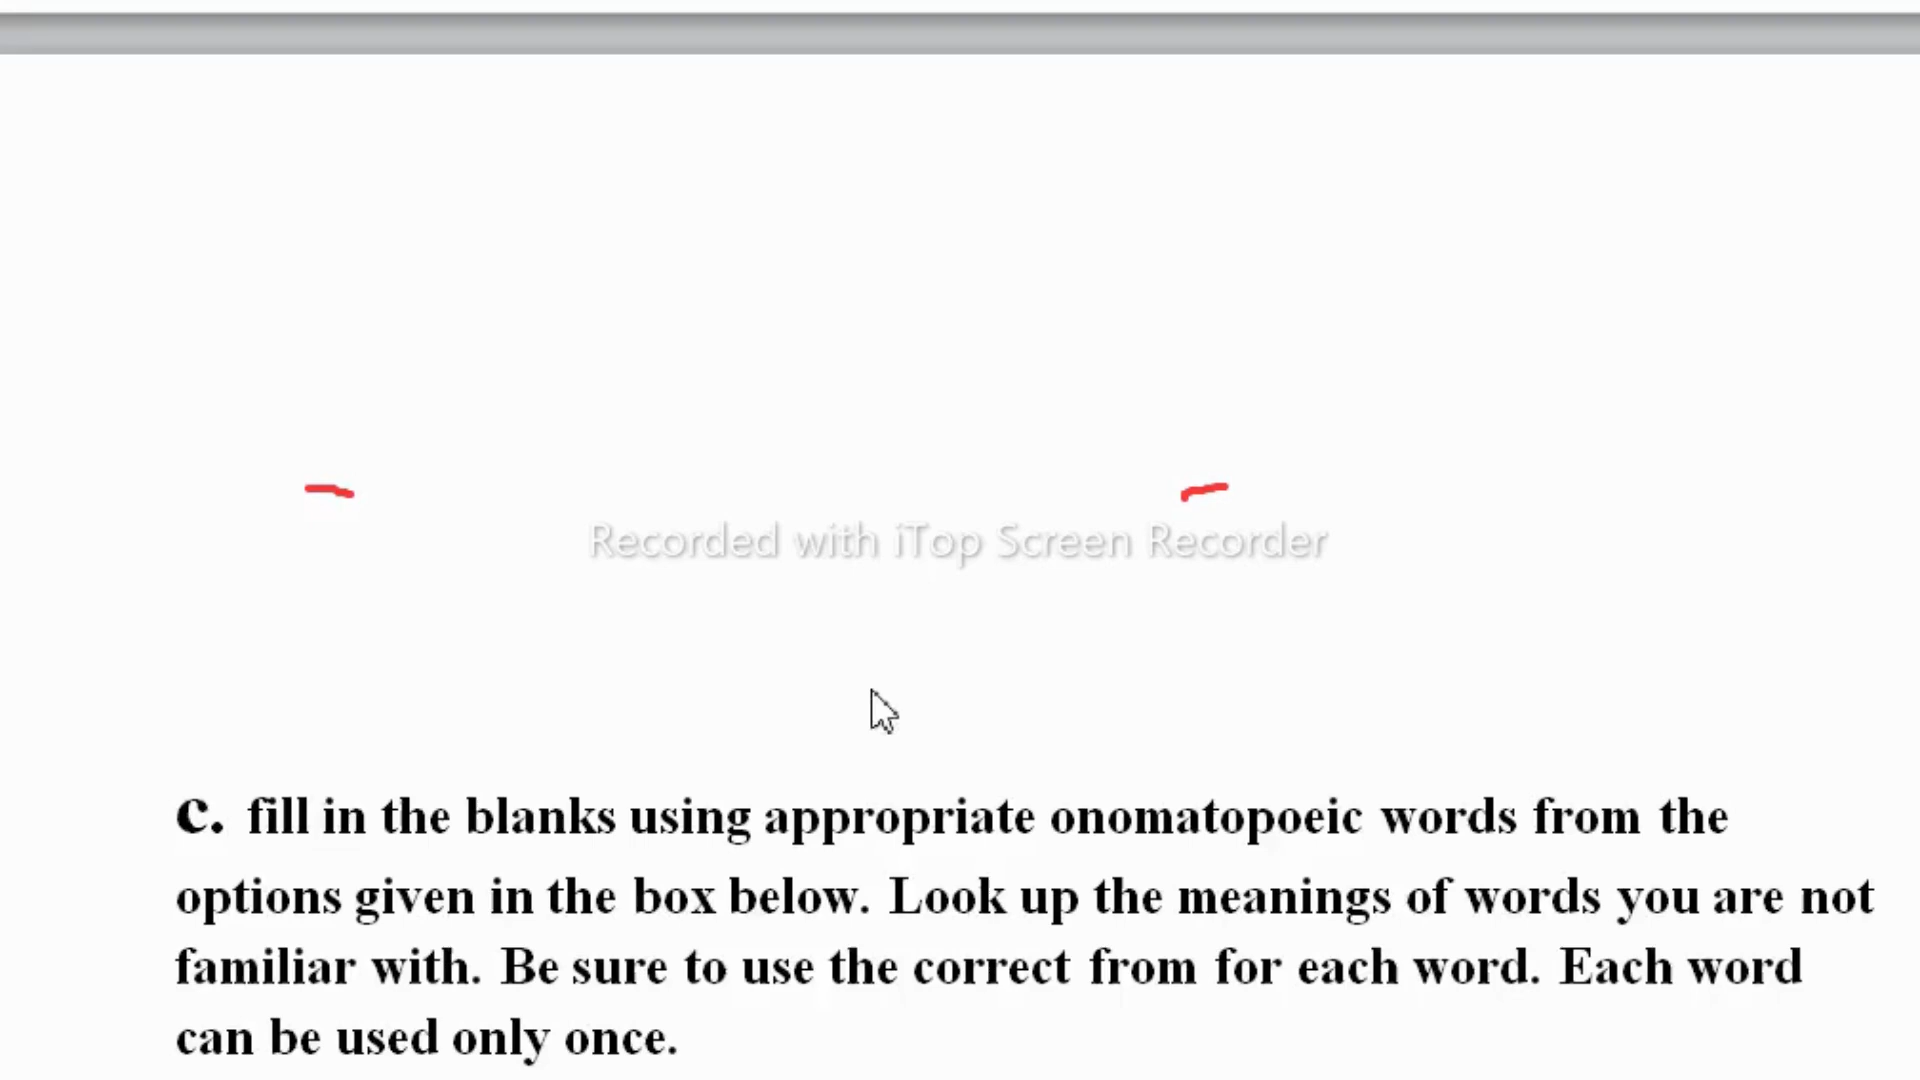 Recorded with iTop Screen Recorder
c. fill in the blanks using appropriate onomatopoeic words from the
options given in the box below. Look up the meanings of words you are not
familiar with. Be sure to use the correct from for each word. Each word
can be used only once.